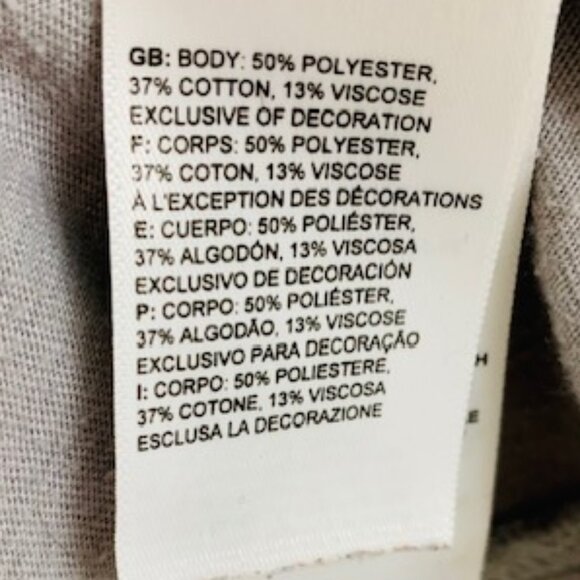 GB: BODY: 50% POLYESTER,
37% COTTON, 13% VISCOSE
EXCLUSIVE OF DECORATION
F: CORPS: 50% POLYESTER,
37% COTON, 13% VISCOSE
À L'EXCEPTION DES DÉCORATIONS
E: CUERPO: 50% POLIÉSTER,
37% ALGODÓN, 13% VISCOSA
EXCLUSIVO DE DECORACIÓN
P: CORPO: 50% POLIÉSTER,
37% ALGODÃO, 13% VISCOSE
EXCLUSIVO PARA DECORAÇÃO
I: CORPO: 50% POLIESTERE,
37% COTONE, 13% VISCOSA
ESCLUSA LA DECORAZIONE